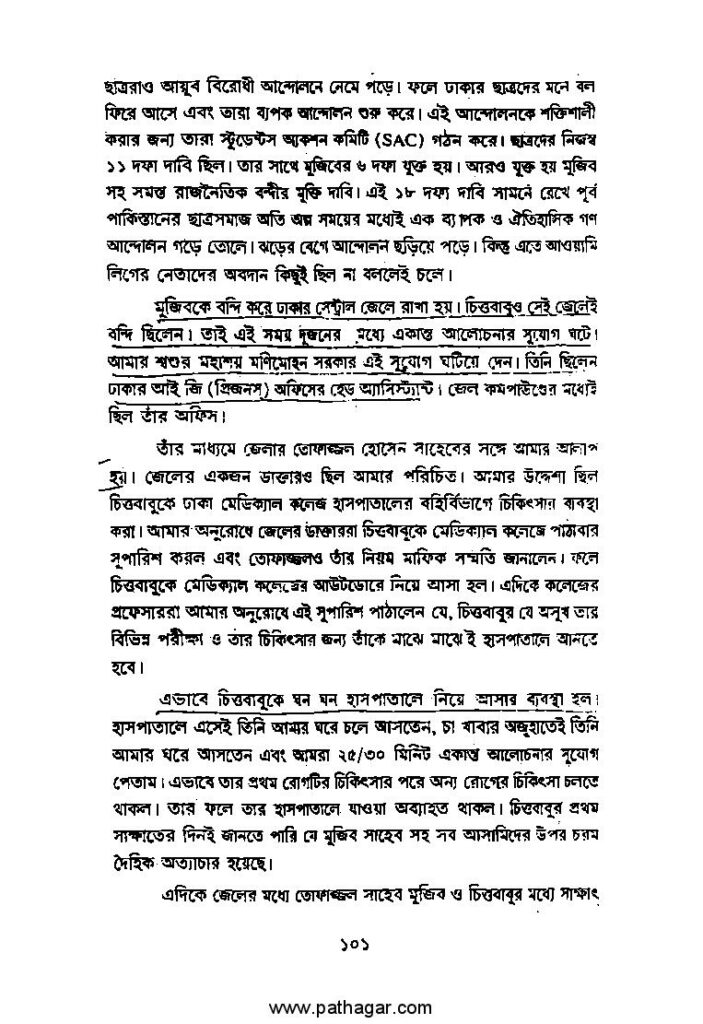 ছাত্ররাও আয়ুব বিরোধী আন্দোলনে নেমে পড়ে। ফলে ঢাকার ছাত্রদের মনে বল
ফিরে আসে এবং তারা ব্যপক আন্দোলন শুরু করে। এই আন্দোলনকে শক্তিশালী
করার জন্য তারা স্টুডেন্টস অ্যকশন কমিটি (SAC) গঠন করে। ছাত্রদের নিজস্ব
১১ দফা দাবি ছিল। তার সাথে মুজিবের ৬ দফা যুক্ত হয়। আরও যুক্ত হয় মুজিব
সহ সমস্ত রাজনৈতিক বন্দীর মুক্তি দাবি। এই ১৮ দফা দাবি সামনে রেখে পূর্ব
পাকিস্তানের ছাত্রসমাজ অতি অল্প সময়ের মধ্যেই এক ব্যাপক ও ঐতিহাসিক গণ
আন্দোলন গড়ে তোলে। ঝড়ের বেগে আন্দোলন ছড়িয়ে পড়ে। কিন্তু এতে আওয়ামি
লিগের নেতাদের অবদান কিছুই ছিল না বললেই চলে।
মুজিবকে বন্দি করে ঢাকার সেন্ট্রাল জেলে রাখা হয়। চিত্তবাবুও সেই জেলেই
বন্দি ছিলেন। তাই এই সময় দুজনের মধ্যে একান্ত আলোচনার সুযোগ ঘটে।
আমার শ্বশুর মহাশয় মণিমোহন সরকার এই সুযোগ ঘটিয়ে দেন। তিনি ছিলেন
ঢাকার আই জি (প্রিজনস) অফিসের হেড অ্যাসিস্ট্যান্ট। জেল কমপাউণ্ডের মধ্যেই
ছিল তাঁর অফিস।
তাঁর মাধ্যমে জেলার তোফাজ্জল হোসেন সাহেবের সঙ্গে আমার আলাপ
হয়। জেলের একজন ডাক্তারও ছিল আমার পরিচিত। আমার উদ্দেশ্য ছিল
চিত্তবাবুকে ঢাকা মেডিক্যাল কলেজ হাসপাতালের বহির্বিভাগে চিকিৎসার ব্যবস্থা
করা। আমার অনুরোধে জেলের ডাক্তাররা চিত্তবাবুকে মেডিক্যাল কলেজে পাঠাবার
সুপারিশ করল এবং তোফাজ্জলও তাঁর নিয়ম মাফিক সম্মতি জানালেন। ফলে
চিত্তবাবুকে মেডিক্যাল কলেজের আউটডোরে নিয়ে আসা হল। এদিকে কলেজের
প্রফেসাররা আমার অনুরোধে এই সুপারিশ পাঠালেন যে, চিত্তবাবুর যে অসুখ তার
বিভিন্ন পরীক্ষা ও তার চিকিৎসার জন্য তাঁকে মাঝে মাঝে ই হাসপাতালে আনতে
হবে।
এভাবে চিত্তবাবুকে ঘন ঘন হাসপাতালে নিয়ে আসার ব্যবস্থা হল।
হাসপাতালে এসেই তিনি আমার ঘরে চলে আসতেন, চা খাবার অজুহাতেই তিনি
আমার ঘরে আসতেন এবং আমরা ২৫/৩০ মিনিট একান্ত আলোচনার সুযোগ
পেতাম। এভাবে তার প্রথম রোগটির চিকিৎসার পরে অন্য রোগের চিকিৎসা চলতে
থাকল। তার ফলে তার হাসপাতালে যাওয়া অব্যাহত থাকল। চিত্তবাবুর প্রথম
সাক্ষাতের দিনই জানতে পারি যে মুজিব সাহেব সহ সব আসামিদের উপর চরম
দৈহিক অত্যাচার হয়েছে।
এদিকে জেলের মধ্যে তোফাজ্জল সাহেব মুজিব ও চিত্তবাবুর মধ্যে সাক্ষাৎ
১০১
www.pathagar.com